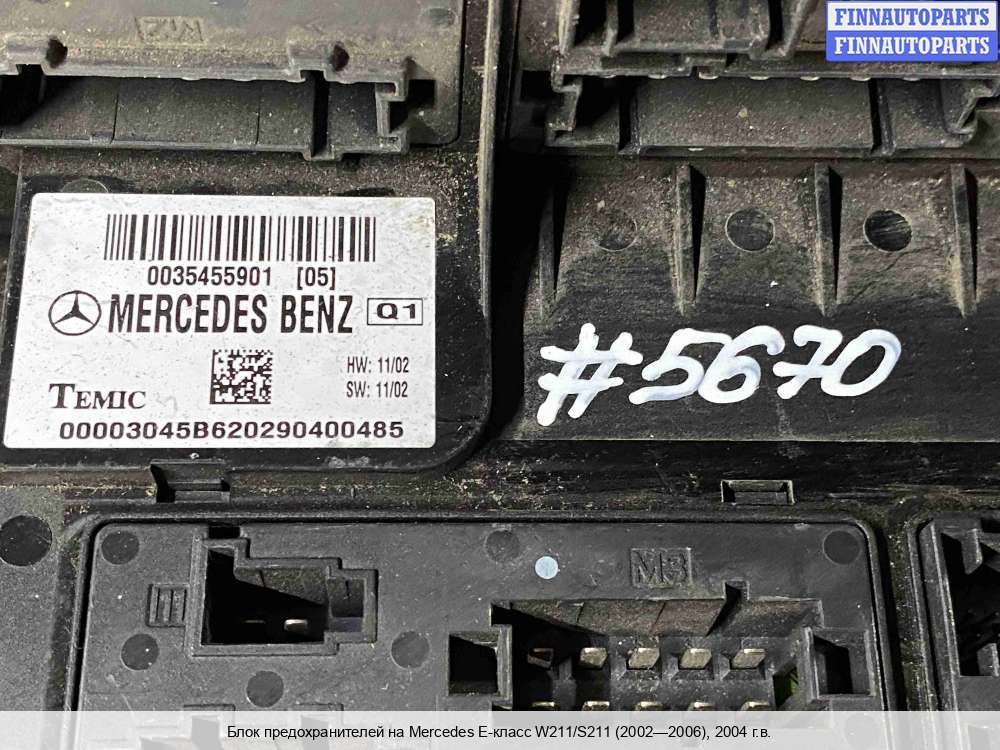 FINNAUTOPARTS
FINNAUTOPARTS
0035455901 [05]
MERCEDES BENZ Q1
HW: 11/02
TEMIC SW: 11/02
00003045B620290400485
#5670
M3
Блок предохранителей на Mercedes E-класс W211/S211 (2002—2006), 2004 г.в.